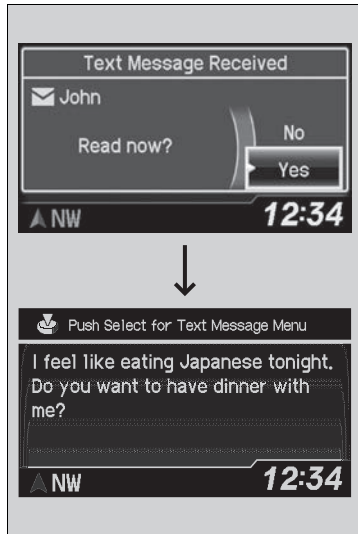 Text Message Received
John
Read now?
No
Yes
NW
12:34
Push Select for Text Message Menu
I feel like eating Japanese tonight.
Do you want to have dinner with
me?
NW
12:34